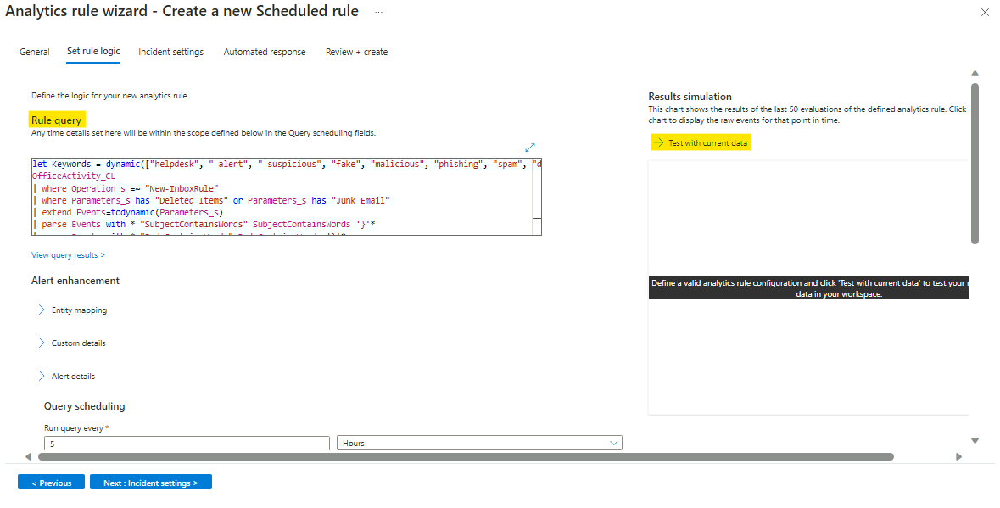 Analytics rule wizard - Create a new Scheduled rule ...
General Set rule logic Incident settings Automated response Review + create
Define the logic for your new analytics rule.
Rule query
Any time details set here will be within the scope defined below in the Query scheduling fields.
let Keywords = dynamic(["helpdesk", " alert", " suspicious", "fake", "malicious", "phishing", "spam", "d
OfficeActivity_CL
| where Operation_s =~ "New-InboxRule"
| where Parameters_s has "Deleted Items" or Parameters_s has "Junk Email"
| extend Events=todynamic(Parameters_s)
| parse Events with * "SubjectContainsWords" SubjectContainsWords '}'*
View query results >
Alert enhancement
Entity mapping
Custom details
Alert details
Query scheduling
Run query every *
5 Hours
Results simulation
This chart shows the results of the last 50 evaluations of the defined analytics rule. Click
chart to display the raw events for that point in time.
Test with current data
Define a valid analytics rule configuration and click 'Test with current data' to test your
data in your workspace.
< Previous Next : Incident settings >